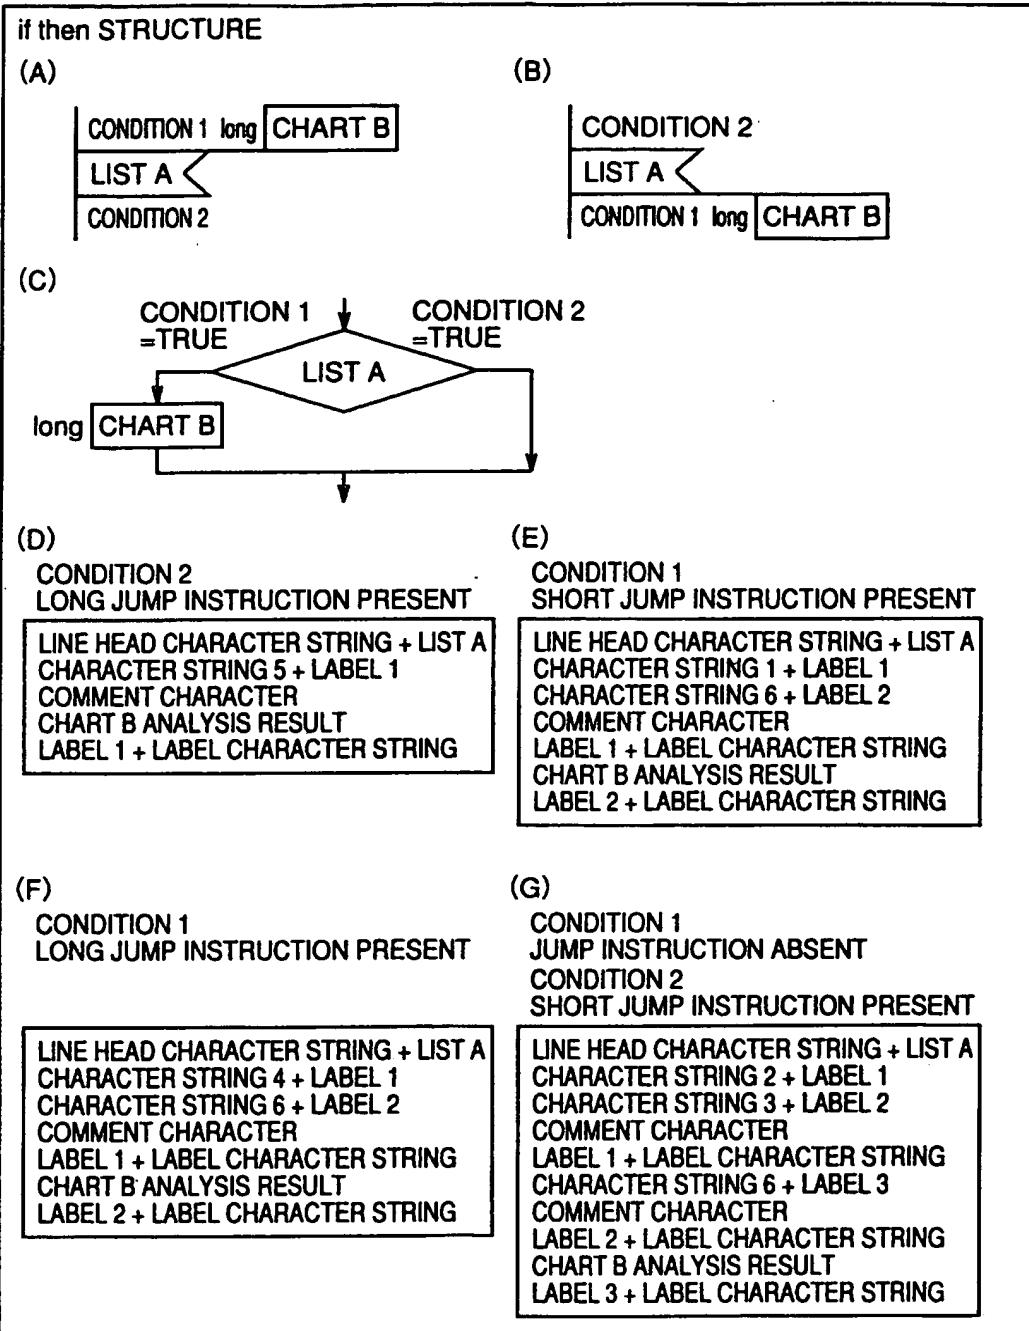 if then STRUCTURE
(A)
CONDITION 1 long CHART B
LIST A
CONDITION 2
(B)
CONDITION 2
LIST A
CONDITION 1 long CHART B
(C)
CONDITION 1
=TRUE
CONDITION 2
=TRUE
LIST A
long CHART B
(D)
CONDITION 2
LONG JUMP INSTRUCTION PRESENT
LINE HEAD CHARACTER STRING + LIST A
CHARACTER STRING 5 + LABEL 1
COMMENT CHARACTER
CHART B ANALYSIS RESULT
LABEL 1 + LABEL CHARACTER STRING
(E)
CONDITION 1
SHORT JUMP INSTRUCTION PRESENT
LINE HEAD CHARACTER STRING + LIST A
CHARACTER STRING 1 + LABEL 1
CHARACTER STRING 6 + LABEL 2
COMMENT CHARACTER
LABEL 1 + LABEL CHARACTER STRING
CHART B ANALYSIS RESULT
LABEL 2 + LABEL CHARACTER STRING
(F)
CONDITION 1
LONG JUMP INSTRUCTION PRESENT
LINE HEAD CHARACTER STRING + LIST A
CHARACTER STRING 4 + LABEL 1
CHARACTER STRING 6 + LABEL 2
COMMENT CHARACTER
LABEL 1 + LABEL CHARACTER STRING
CHART B ANALYSIS RESULT
LABEL 2 + LABEL CHARACTER STRING
(G)
CONDITION 1
JUMP INSTRUCTION ABSENT
CONDITION 2
SHORT JUMP INSTRUCTION PRESENT
LINE HEAD CHARACTER STRING + LIST A
CHARACTER STRING 2 + LABEL 1
CHARACTER STRING 3 + LABEL 2
COMMENT CHARACTER
LABEL 1 + LABEL CHARACTER STRING
CHARACTER STRING 6 + LABEL 3
COMMENT CHARACTER
LABEL 2 + LABEL CHARACTER STRING
CHART B ANALYSIS RESULT
LABEL 3 + LABEL CHARACTER STRING